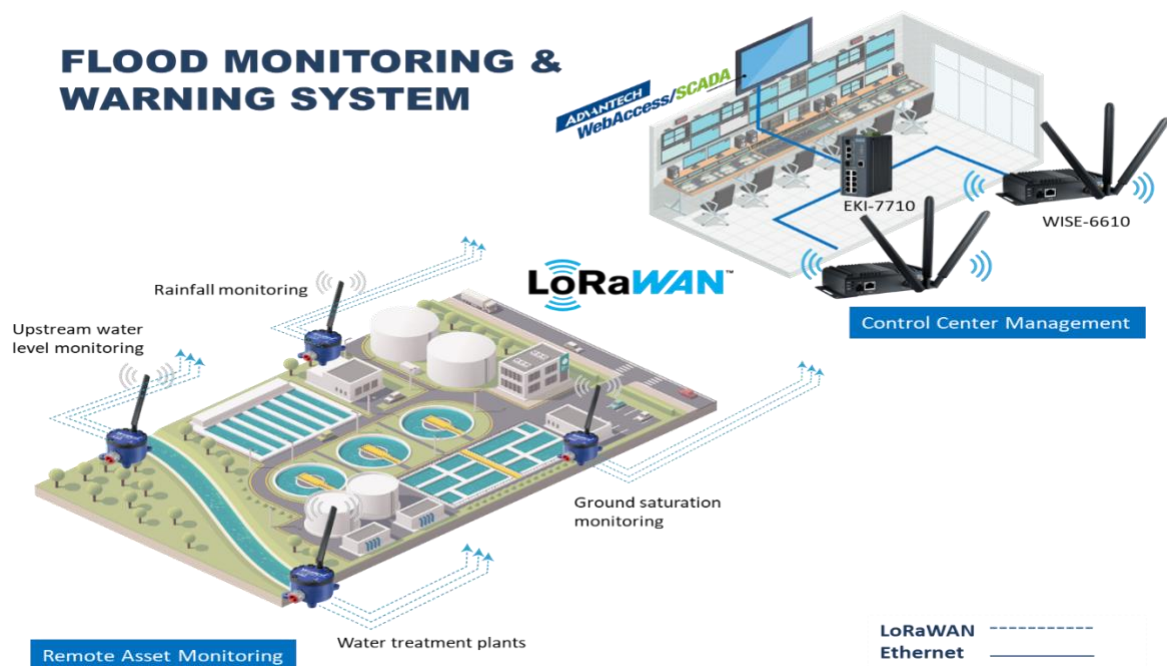 FLOOD MONITORING &
WARNING SYSTEM
ADVANTECH
WebAccess/SCADA
EKI-7710
WISE-6610
LoRaWAN™
Control Center Management
Rainfall monitoring
Upstream water
level monitoring
Ground saturation
monitoring
Water treatment plants
Remote Asset Monitoring
LoRaWAN
Ethernet